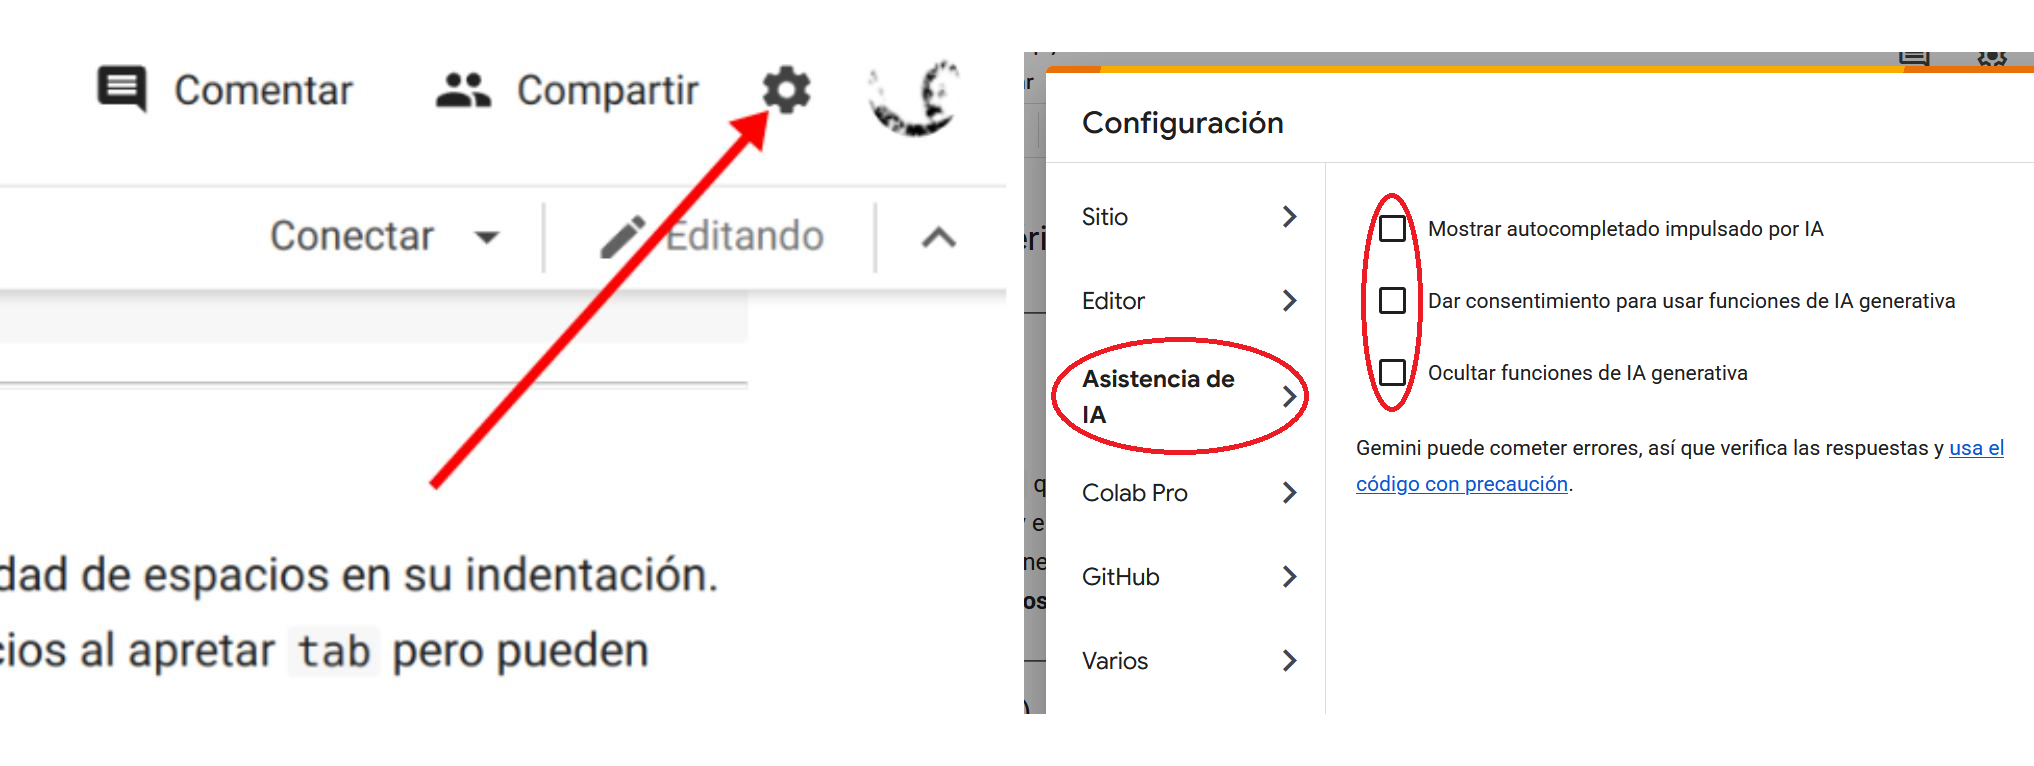 Comentar
Compartir
Conectar
Editando
dad de espacios en su indentación.
cios al apretar tab pero pueden
Configuración
Sitio
Editor
Asistencia de
IA
Colab Pro
GitHub
Varios
Mostrar autocompletado impulsado por IA
Dar consentimiento para usar funciones de IA generativa
Ocultar funciones de IA generativa
Gemini puede cometer errores, así que verifica las respuestas y usa el
código con precaución.